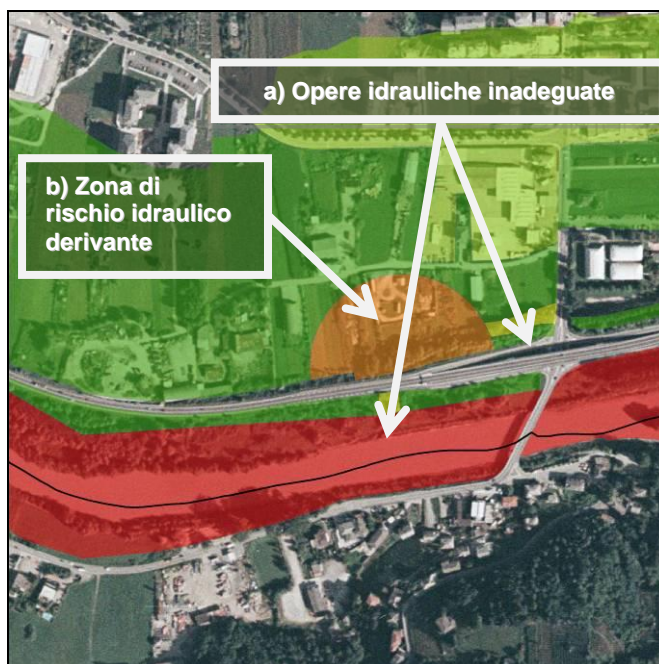 a) Opere idrauliche inadeguate
b) Zona di
rischio idraulico
derivante